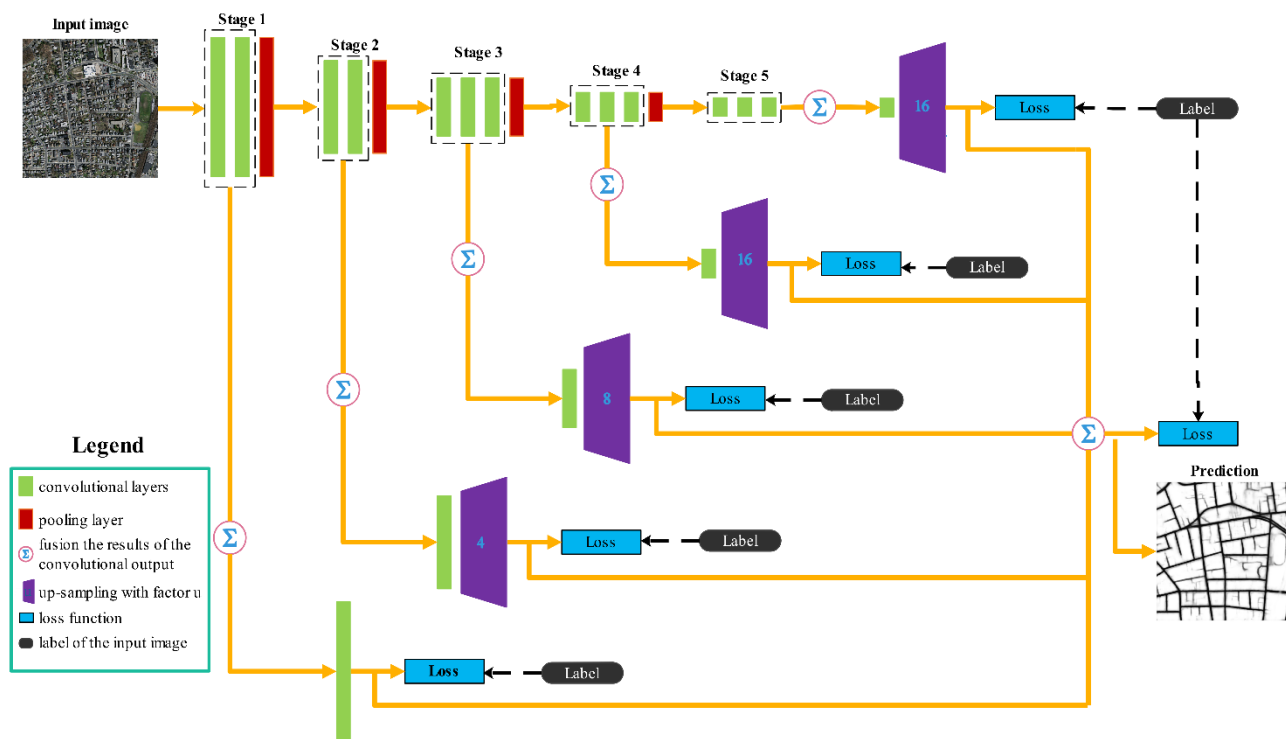 Input image
Stage 1
Stage 2
Stage 3
Stage 4
Stage 5
Σ
16
Loss
Label
Σ
16
Loss
Label
Σ
8
Loss
Label
Σ
Loss
Σ
4
Loss
Label
Σ
Loss
Label
Prediction
Legend
convolutional layers
pooling layer
Σ
fusion the results of the
convolutional output
up-sampling with factor u
loss function
label of the input image